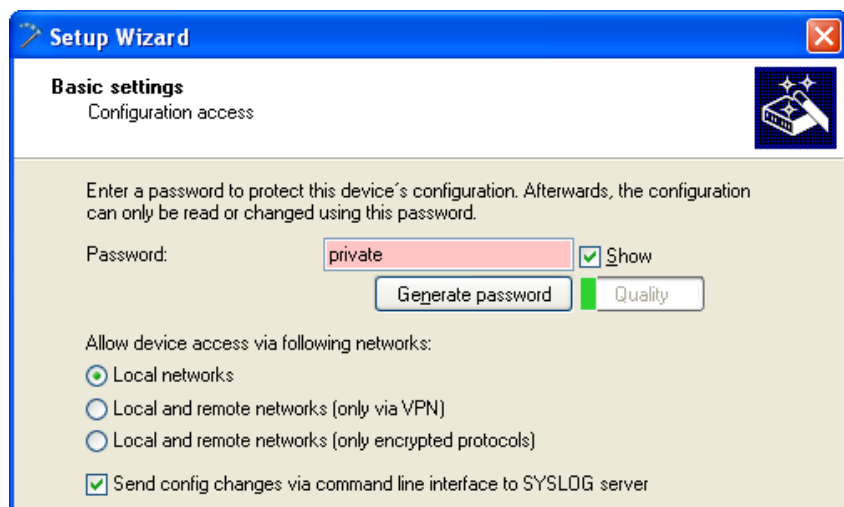 Setup Wizard
Basic settings
Configuration access
Enter a password to protect this device´s configuration. Afterwards, the configuration
can only be read or changed using this password.
Password: private Show
Generate password Quality
Allow device access via following networks:
Local networks
Local and remote networks (only via VPN)
Local and remote networks (only encrypted protocols)
Send config changes via command line interface to SYSLOG server